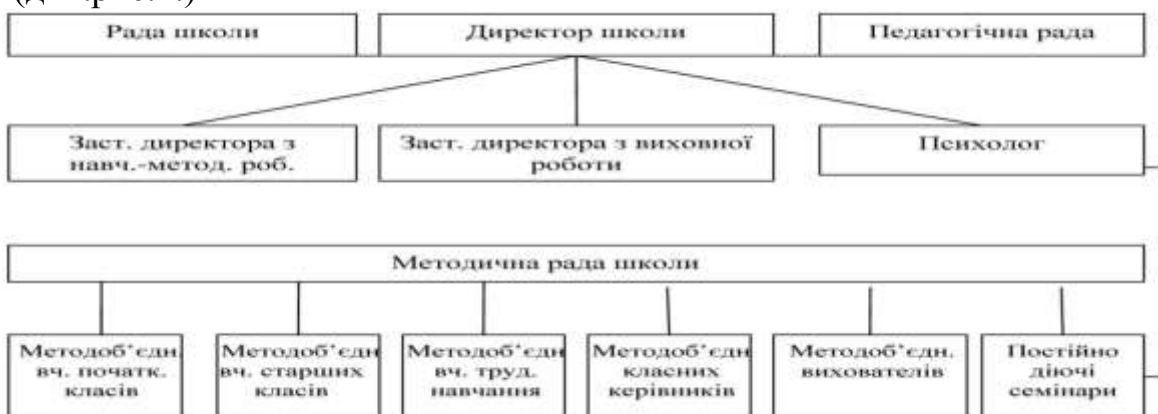 Рада школи
Директор школи
Педагогічна рада
Заст. директора з
навч.-метод. роб.
Заст. директора з виховної
роботи
Психолог
Методична рада школи
Методоб’єдн.
вч. початк.
класів
Методоб’єдн
вч. старших
класів
Методоб’єдн
вч. труд.
навчання
Методоб’єдн
класних
керівників
Методоб’єдн.
вихователів
Постійно
діючі
семінари